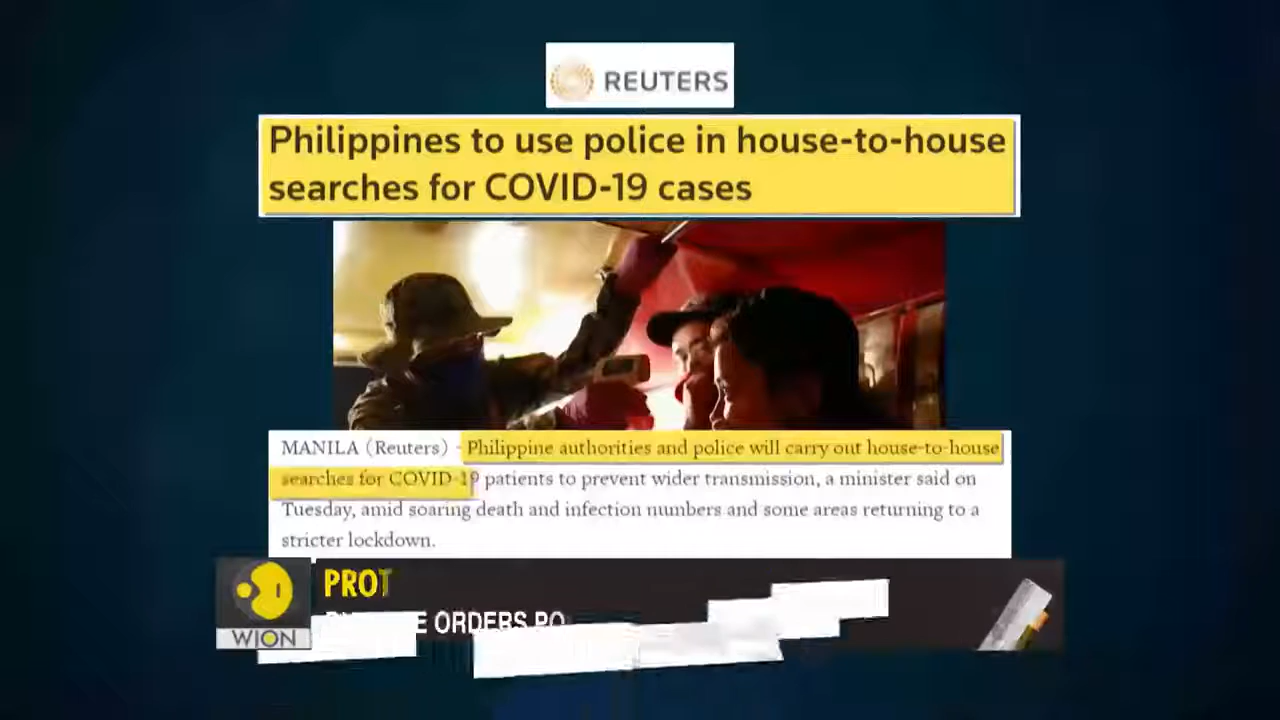 REUTERS
Philippines to use police in house-to-house
searches for COVID-19 cases
MANILA (Reuters) - Philippine authorities and police will carry out house-to-house
searches for COVID-19 patients to prevent wider transmission, a minister said on
Tuesday, amid soaring death and infection numbers and some areas returning to a
stricter lockdown.
PROT
ORDERS PO
WION